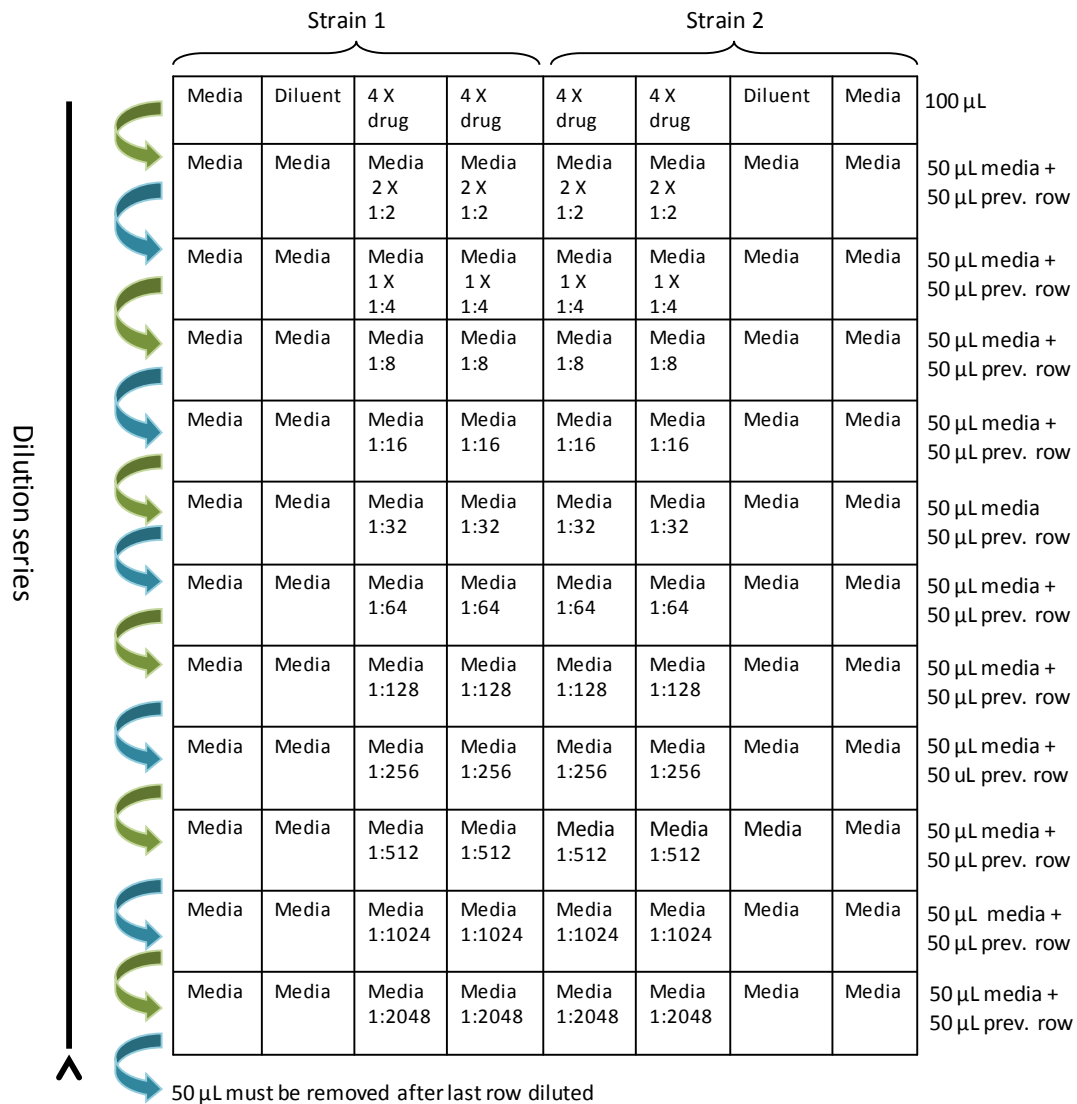 Strain 1 Strain 2
Media Diluent 4 X 4 X 4 X 4 X Diluent Media 100 µL
drug drug drug drug
Media Media Media Media Media Media Media Media 50 µL media +
2 X 2 X 2 X 2 X 50 µL prev. row
1:2 1:2 1:2 1:2
Media Media Media Media Media Media Media Media 50 µL media +
1 X 1 X 1 X 1 X 50 µL prev. row
1:4 1:4 1:4 1:4
Media Media Media Media Media Media Media Media 50 µL media +
1:8 1:8 1:8 1:8 50 µL prev. row
Media Media Media Media Media Media Media Media 50 µL media +
1:16 1:16 1:16 1:16 50 µL prev. row
Dilution series
Media Media Media Media Media Media Media Media 50 µL media
1:32 1:32 1:32 1:32 50 µL prev. row
Media Media Media Media Media Media Media Media 50 µL media +
1:64 1:64 1:64 1:64 50 µL prev. row
Media Media Media Media Media Media Media Media 50 µL media +
1:128 1:128 1:128 1:128 50 µL prev. row
Media Media Media Media Media Media Media Media 50 µL media +
1:256 1:256 1:256 1:256 50 uL prev. row
Media Media Media Media Media Media Media Media 50 µL media +
1:512 1:512 1:512 1:512 50 µL prev. row
Media Media Media Media Media Media Media Media 50 µL media +
1:1024 1:1024 1:1024 1:1024 50 µL prev. row
Media Media Media Media Media Media Media Media 50 µL media +
1:2048 1:2048 1:2048 1:2048 50 µL prev. row
50 µL must be removed after last row diluted